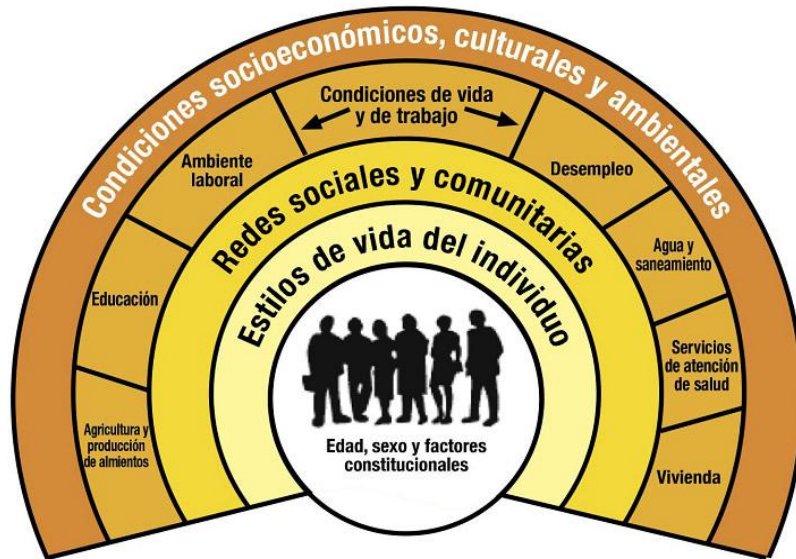 Condiciones socioeconómicos, culturales y ambientales
Condiciones de vida
y de trabajo
Ambiente
laboral
Desempleo
Redes sociales y comunitarias
Agua y
saneamiento
Educación
Estilos de vida del individuo
Servicios
de atención
de salud
Agricultura y
producción
de almientos
Edad, sexo y factores
constitucionales
Vivienda